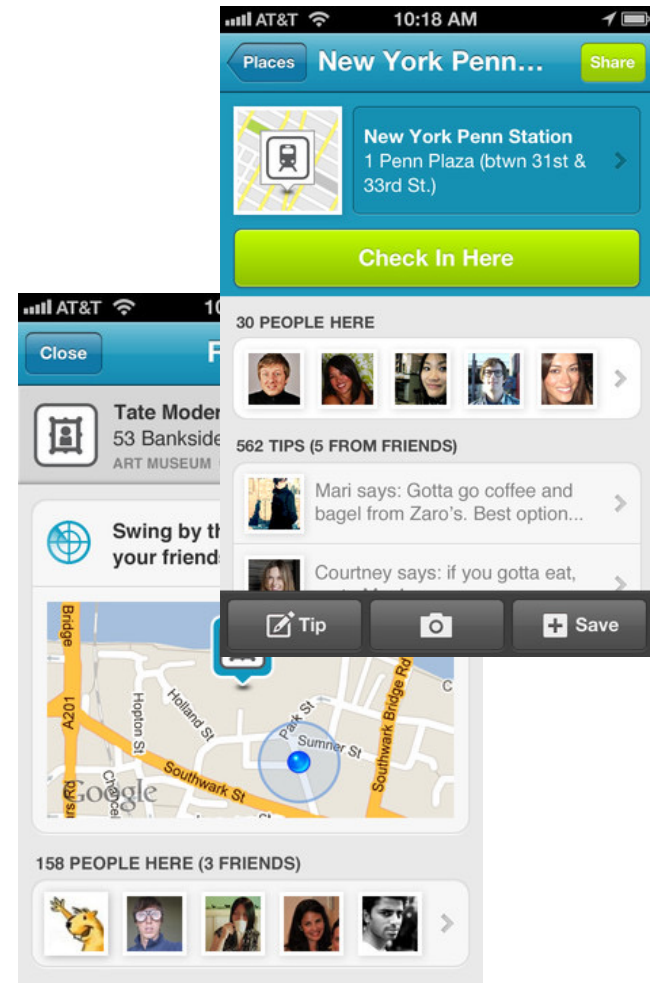 AT&T 10:18 AM
Places New York Penn... Share
New York Penn Station
1 Penn Plaza (btwn 31st &
33rd St.)
Check In Here
30 PEOPLE HERE
562 TIPS (5 FROM FRIENDS)
Mari says: Gotta go coffee and
bagel from Zaro's. Best option...
Courtney says: if you gotta eat,
Tip Save
AT&T
Close
53 Bankside
ART MUSEUM
Swing by
your
Bridge
A201
Hopton St
Holland St
Park St
Sumner St
Southwark St
Southwark Bridge Rd
Google
158 PEOPLE HERE (3 FRIENDS)